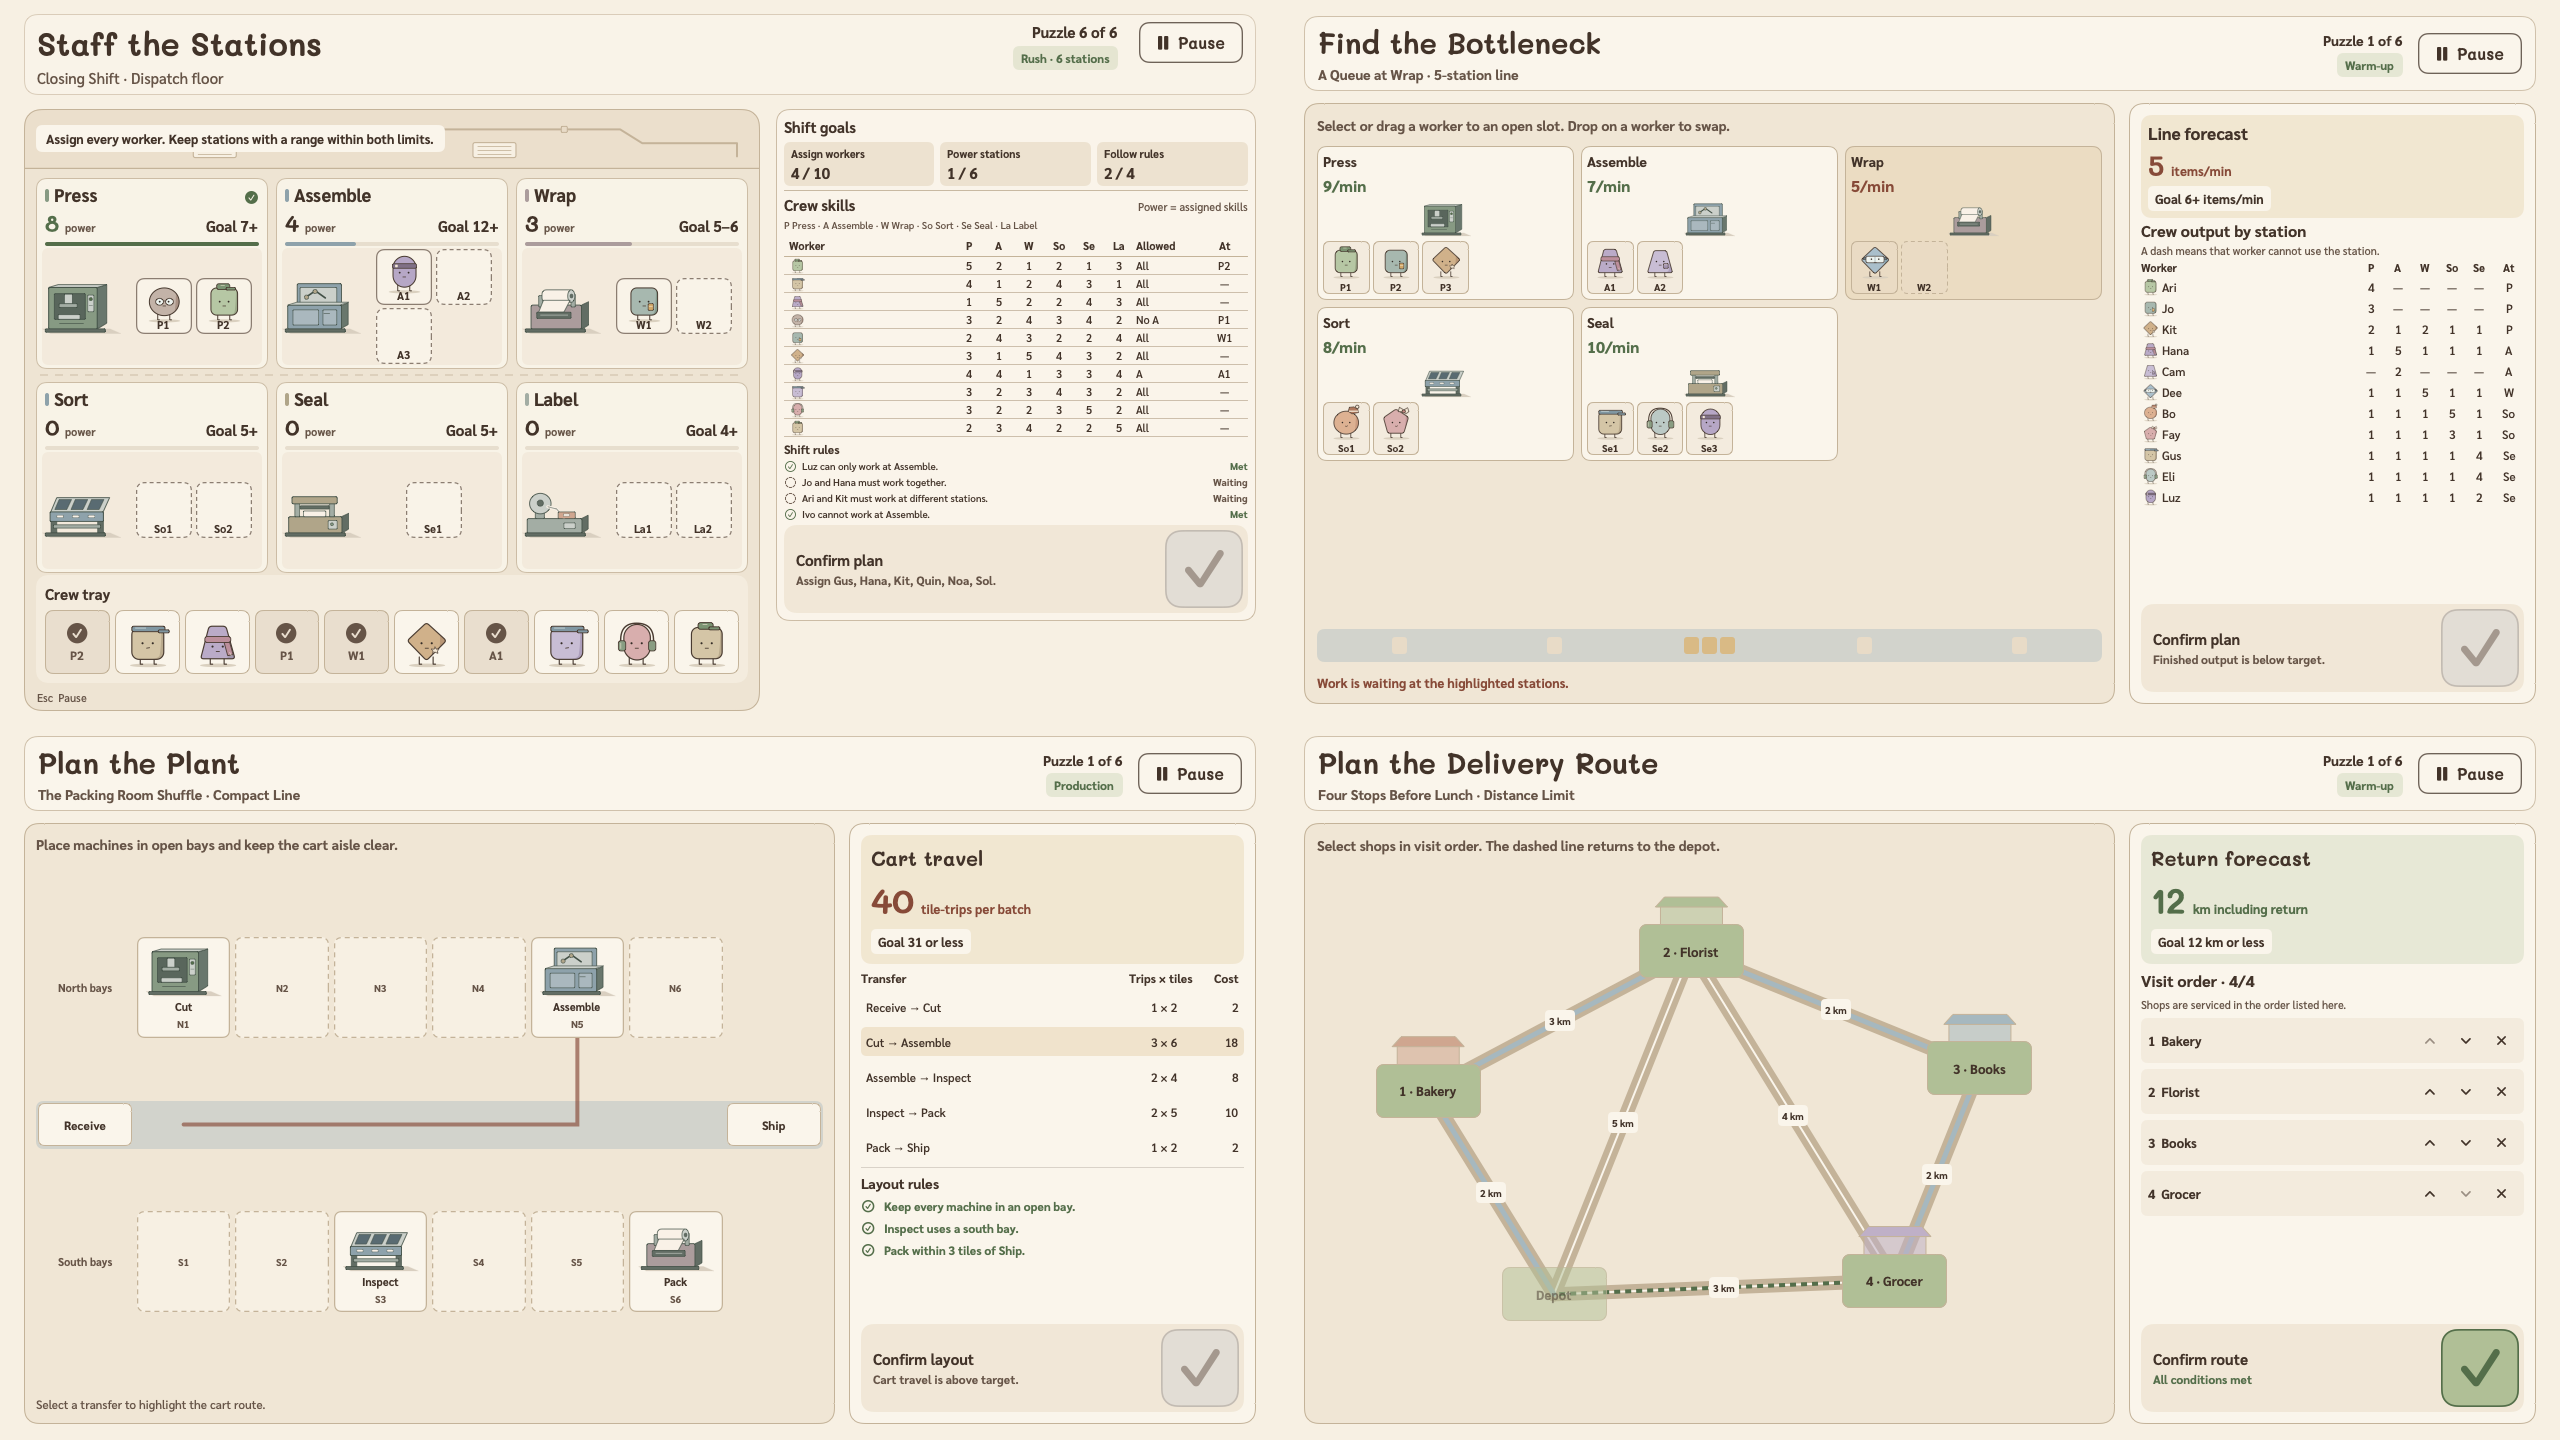 Staff the Stations
Closing Shift · Dispatch floor
Puzzle 6 of 6
Rush · 6 stations
Pause
Assign every worker. Keep stations with a range within both limits.
Press
8 power Goal 7+
P1 P2
Assemble
4 power Goal 12+
A1 A2
A3
Wrap
3 power Goal 5–6
W1 W2
Sort
0 power Goal 5+
So1 So2
Seal
0 power Goal 5+
Se1
Label
0 power Goal 4+
La1 La2
Crew tray
P2 P1 W1 A1
Esc Pause
Shift goals
Assign workers
4 / 10
Power stations
1 / 6
Follow rules
2 / 4
Crew skills Power = assigned skills
P Press · A Assemble · W Wrap · So Sort · Se Seal · La Label
Worker P A W So Se La Allowed At
5 2 1 2 1 3 All P2
4 1 2 4 3 1 All —
1 5 2 2 4 3 All —
3 2 4 3 4 2 No A P1
2 4 3 2 2 4 All W1
3 1 5 4 3 2 All —
4 4 1 3 3 4 A A1
3 2 3 4 3 2 All —
3 2 2 3 5 2 All —
2 3 4 2 2 5 All —
Shift rules
Luz can only work at Assemble. Met
Jo and Hana must work together. Waiting
Ari and Kit must work at different stations. Waiting
Ivo cannot work at Assemble. Met
Confirm plan
Assign Gus, Hana, Kit, Quin, Noa, Sol.
Find the Bottleneck
A Queue at Wrap · 5-station line
Puzzle 1 of 6
Warm-up
Pause
Select or drag a worker to an open slot. Drop on a worker to swap.
Press
9/min
P1 P2 P3
Assemble
7/min
A1 A2
Wrap
5/min
W1 W2
Sort
8/min
So1 So2
Seal
10/min
Se1 Se2 Se3
Work is waiting at the highlighted stations.
Line forecast
5 items/min
Goal 6+ items/min
Crew output by station
A dash means that worker cannot use the station.
Worker P A W So Se At
Ari 4 — — — — P
Jo 3 — — — — P
Kit 2 1 2 1 1 P
Hana 1 5 1 1 1 A
Cam — 2 — — — A
Dee 1 1 5 1 1 W
Bo 1 1 1 5 1 So
Fay 1 1 1 3 1 So
Gus 1 1 1 1 4 Se
Eli 1 1 1 1 4 Se
Luz 1 1 1 1 2 Se
Confirm plan
Finished output is below target.
Plan the Plant
The Packing Room Shuffle · Compact Line
Puzzle 1 of 6
Production
Pause
Place machines in open bays and keep the cart aisle clear.
North bays
Cut
N1
N2
N3
N4
Assemble
N5
N6
Receive
Ship
South bays
S1
S2
Inspect
S3
S4
S5
Pack
S6
Select a transfer to highlight the cart route.
Cart travel
40 tile-trips per batch
Goal 31 or less
Transfer Trips × tiles Cost
Receive → Cut 1 × 2 2
Cut → Assemble 3 × 6 18
Assemble → Inspect 2 × 4 8
Inspect → Pack 2 × 5 10
Pack → Ship 1 × 2 2
Layout rules
Keep every machine in an open bay.
Inspect uses a south bay.
Pack within 3 tiles of Ship.
Confirm layout
Cart travel is above target.
Plan the Delivery Route
Four Stops Before Lunch · Distance Limit
Puzzle 1 of 6
Warm-up
Pause
Select shops in visit order. The dashed line returns to the depot.
2 · Florist
3 km
2 km
1 · Bakery
3 · Books
5 km
4 km
2 km
2 km
4 · Grocer
3 km
Depot
Return forecast
12 km including return
Goal 12 km or less
Visit order · 4/4
Shops are serviced in the order listed here.
1 Bakery
2 Florist
3 Books
4 Grocer
Confirm route
All conditions met